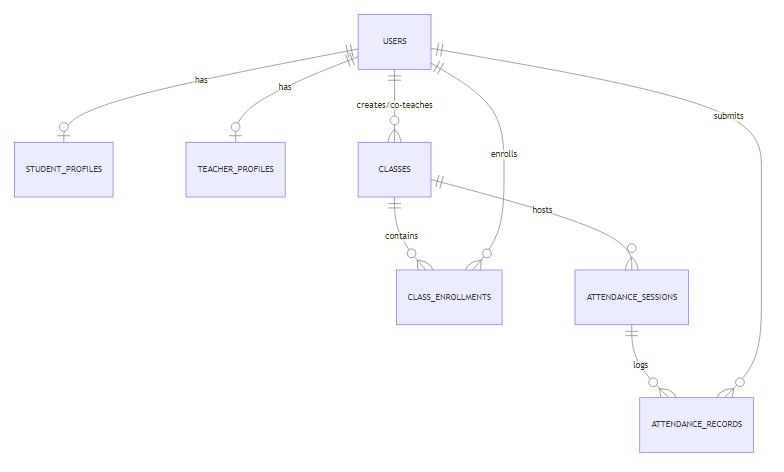 USERS
has
has
creates/co-teaches
submits
enrolls
STUDENT_PROFILES
TEACHER_PROFILES
CLASSES
hosts
contains
CLASS_ENROLLMENTS
ATTENDANCE_SESSIONS
logs
ATTENDANCE_RECORDS